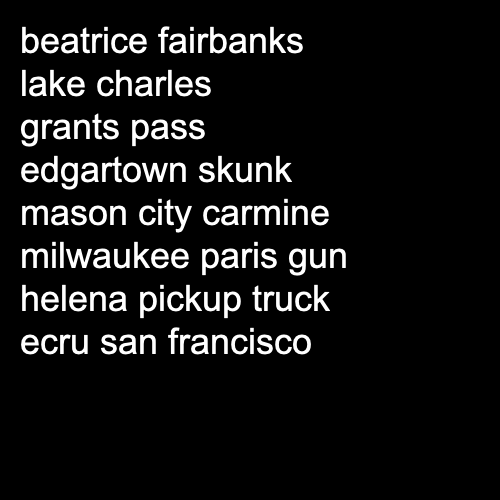 beatrice fairbanks
lake charles
grants pass
edgartown skunk
mason city carmine
milwaukee paris gun
helena pickup truck
ecru san francisco